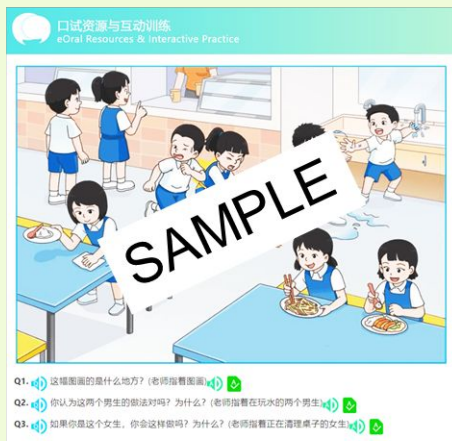 口试资源与互动训练
eOral Resources & Interactive Practice
SAMPLE
Q1. 这幅图画的是什么地方？(老师指着图画)
Q2. 你认为这两个男生的做法对吗？为什么？(老师指着在玩水的两个男生)
Q3. 如果你是这个女生，你会这样做吗？为什么？(老师指着正在清理桌子的女生)